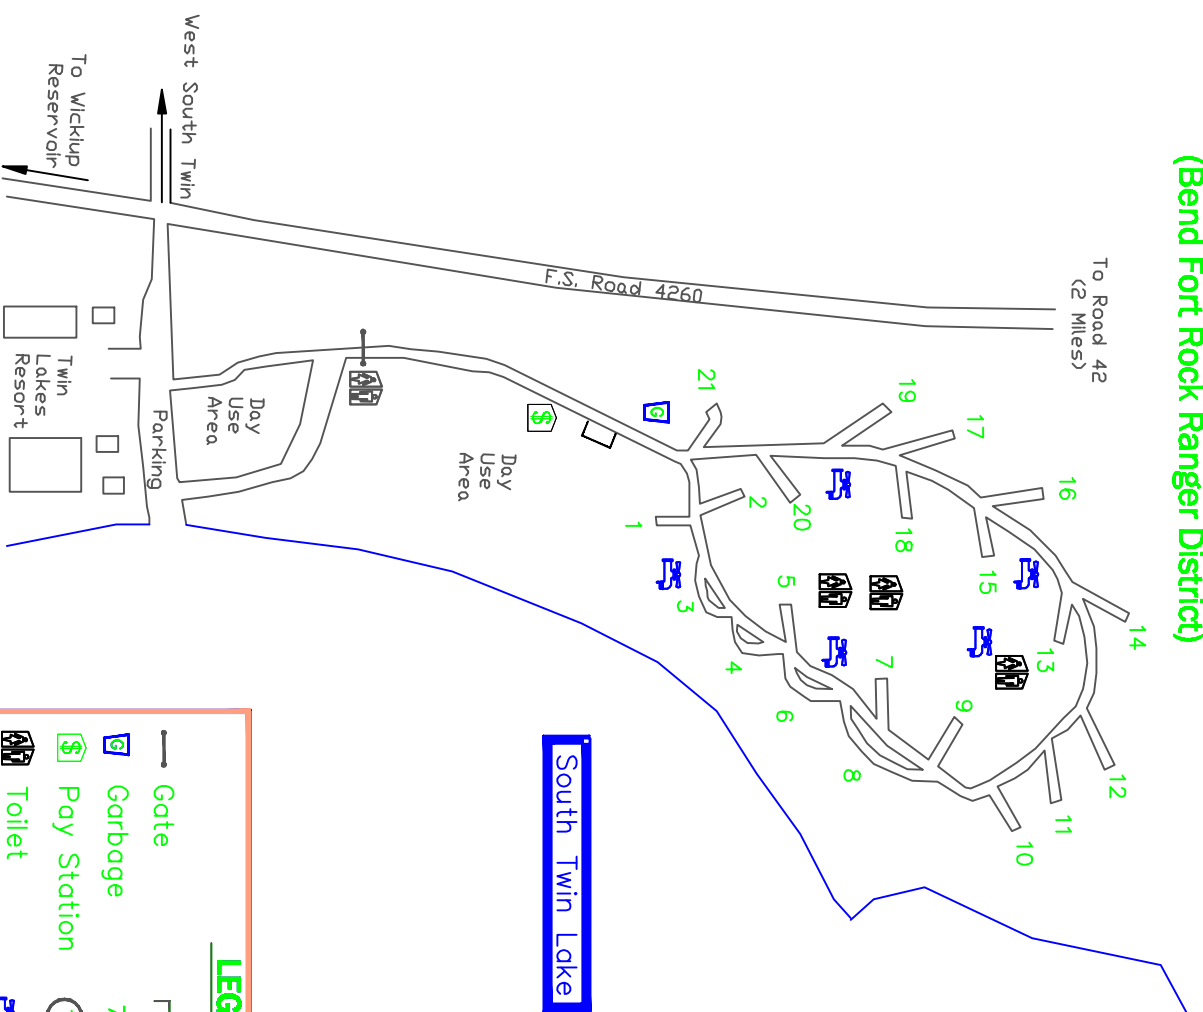 (Bend Fort Rock Ranger District)
To Road 42
(2 Miles)
F.S. Road 4260
West South Twin
To Wickiup
Reservoir
Twin
Lakes
Resort
Parking
Day
Use
Area
Day
Use
Area
$
G
21
19
17
16
20
2
18
1
15
5
3
14
13
4
7
6
9
8
12
11
10
South Twin Lake
LEG
Gate
G Garbage
$ Pay Station
Toilet